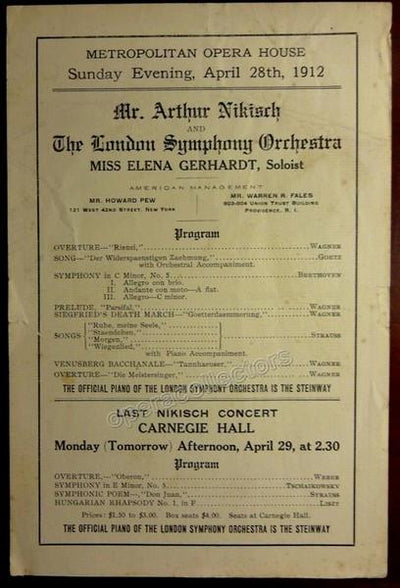 METROPOLITAN OPERA HOUSE
Sunday Evening, April 28th, 1912
Mr. Arthur Nikisch
AND
The London Symphony Orchestra
MISS ELENA GERHARDT, Soloist
AMERICAN MANAGEMENT
MR. HOWARD PEW
121 WEST 42ND STREET, NEW YORK
MR. WARREN R. FALES
903-904 UNION TRUST BUILDING
PROVIDENCE, R. I.
Program
OVERTURE—"Rienzi," WAGNER
SONG—"Der Widerspaenstigen Zaehmung," GOETZ
with Orchestral Accompaniment.
SYMPHONY in C Minor, No. 5 BEETHOVEN
I. Allegro con brio.
II. Andante con moto—A flat.
III. Allegro—C minor.
PRELUDE, "Parsifal," WAGNER
SIEGFRIED'S DEATH MARCH—"Goetterdaemmerung," WAGNER
SONGS
"Ruhe, meine Seele,"
"Staendchen,"
"Morgen,"
"Wiegenlied,"
STRAUSS
with Piano Accompaniment.
VENUSBERG BACCHANALE—"Tannhauser," WAGNER
OVERTURE—"Die Meistersinger," WAGNER
THE OFFICIAL PIANO OF THE LONDON SYMPHONY ORCHESTRA IS THE STEINWAY
LAST NIKISCH CONCERT
CARNEGIE HALL
Monday (Tomorrow) Afternoon, April 29, at 2.30
Program
OVERTURE,—"Oberon," WEBER
SYMPHONY in E Minor, No. 5 TSCHAIKOWSKY
SYMPHONIC POEM—"Don Juan," STRAUSS
HUNGARIAN RHAPSODY No. 1, in F LISZT
Prices: $1.50 to $3.00. Box seats $4.00. Seats at Carnegie Hall.
THE OFFICIAL PIANO OF THE LONDON SYMPHONY ORCHESTRA IS THE STEINWAY
operacollectors